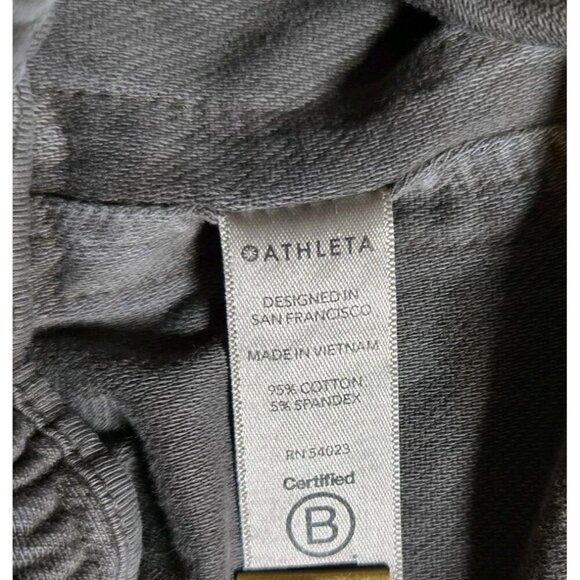 ATHLETA
DESIGNED IN
SAN FRANCISCO
MADE IN VIETNAM
95% COTTON
5% SPANDEX
RN 54023
Certified
B